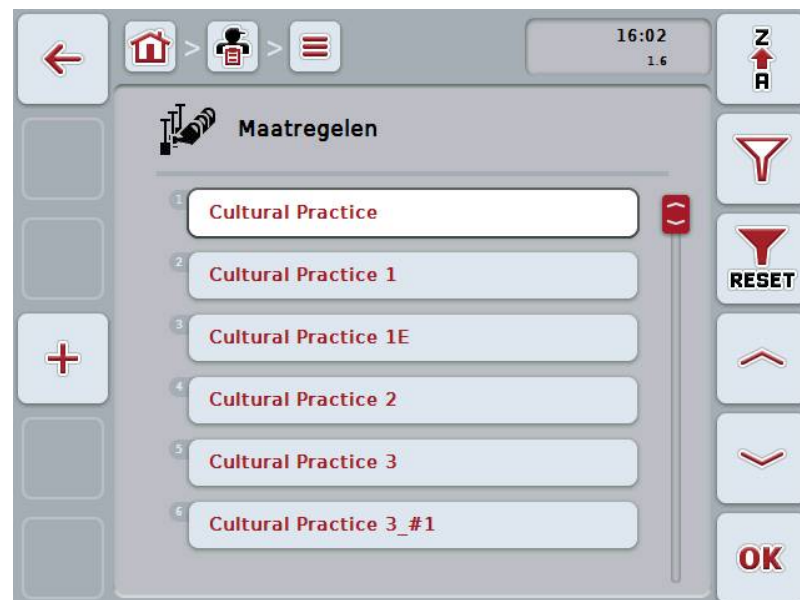 16:02
1.6
Z
A
Maatregelen
1
Cultural Practice
2
Cultural Practice 1
RESET
3
Cultural Practice 1E
4
Cultural Practice 2
5
Cultural Practice 3
6
Cultural Practice 3_#1
OK